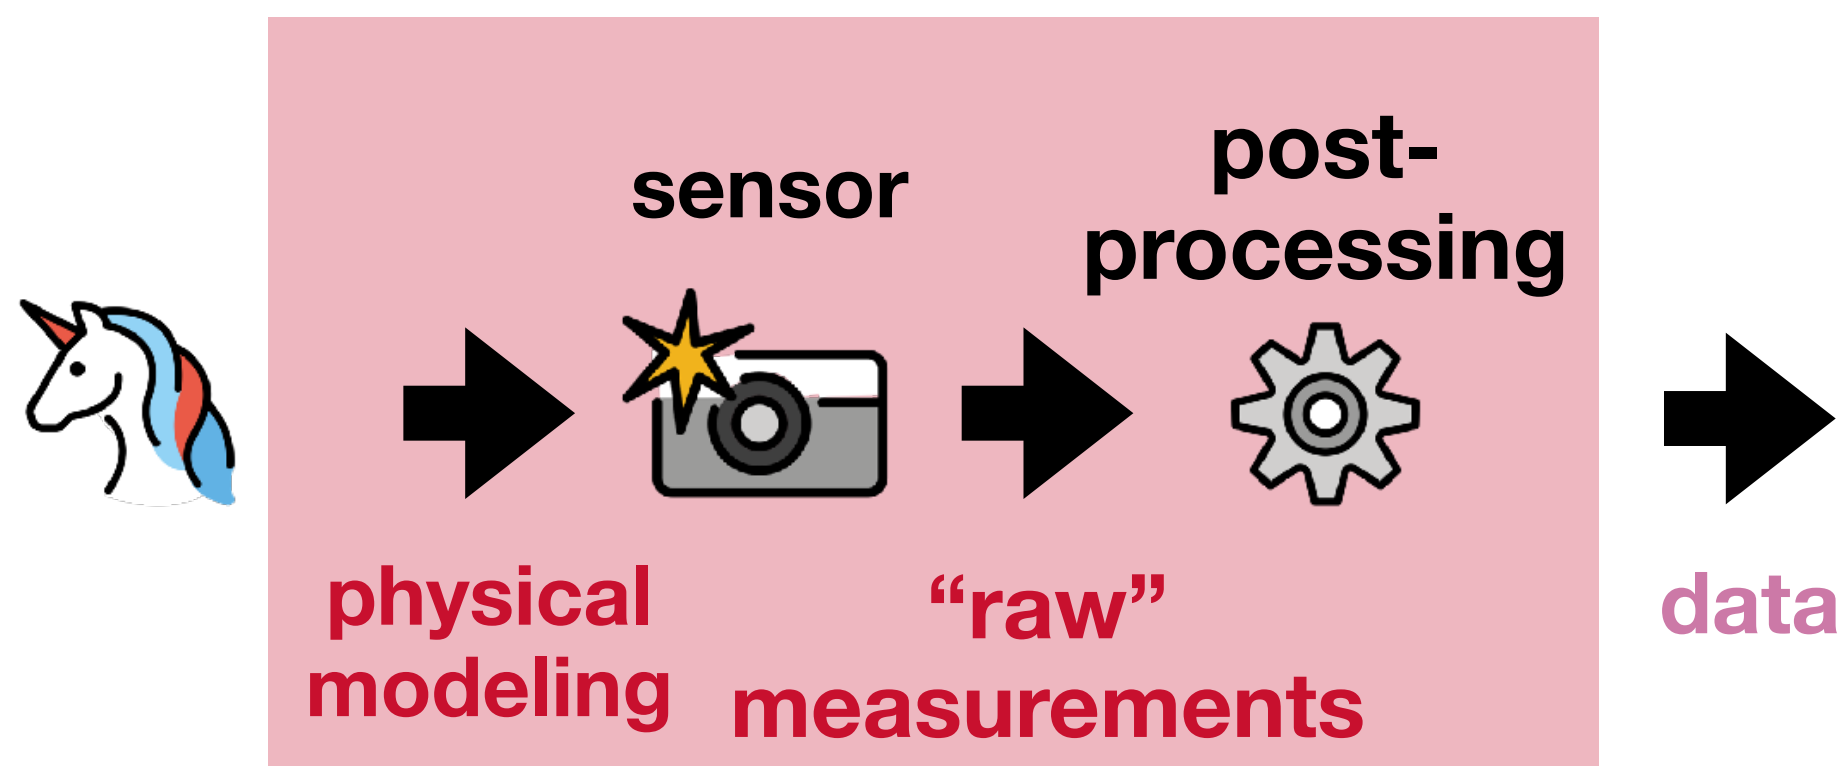 sensor
post-
processing
physical
modeling
“raw”
measurements
data